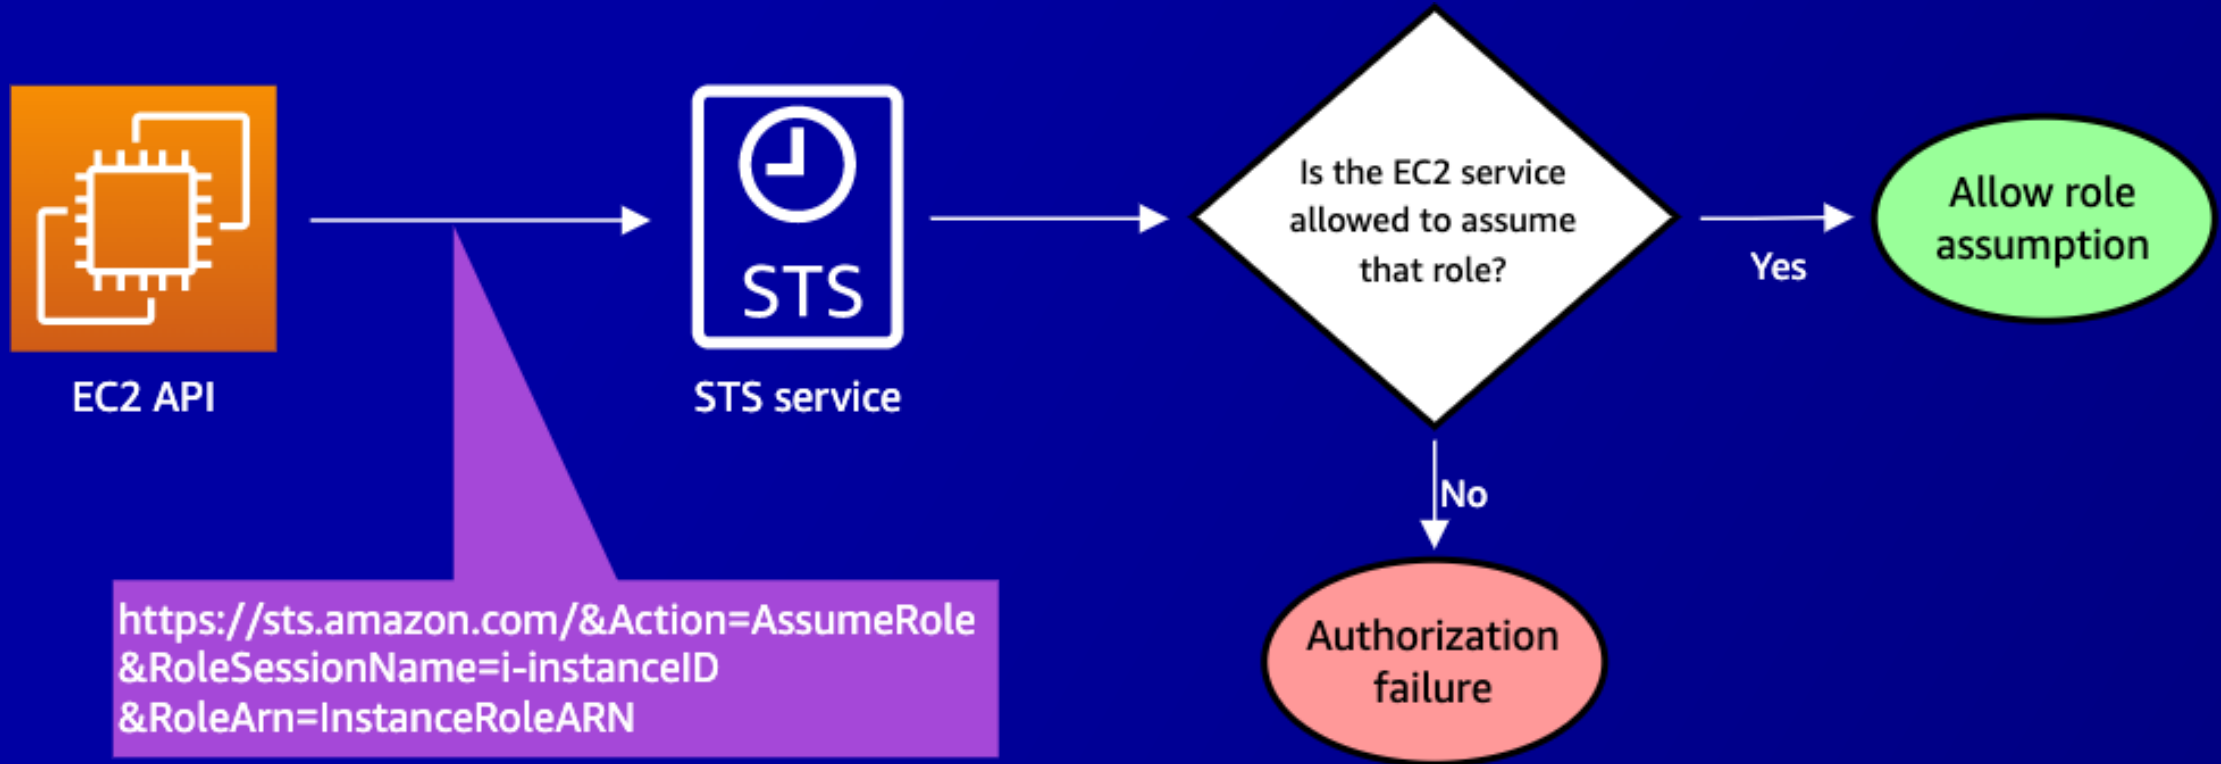 STS
EC2 API
STS service
https://sts.amazon.com/&Action=AssumeRole
&RoleSessionName=i-instanceID
&RoleArn=InstanceRoleARN
Is the EC2 service
allowed to assume
that role?
Yes
Allow role
assumption
No
Authorization
failure